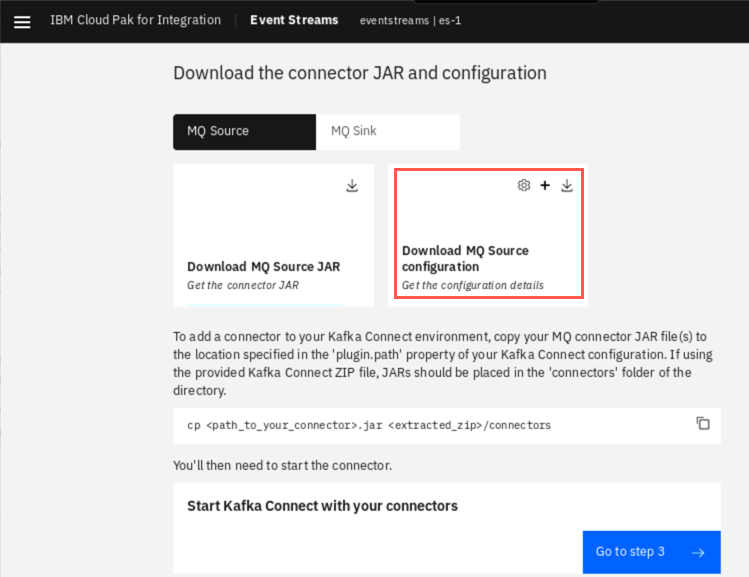 IBM Cloud Pak for Integration | Event Streams eventstreams | es-1
Download the connector JAR and configuration
MQ Source MQ Sink
Download MQ Source JAR
Get the connector JAR
Download MQ Source
configuration
Get the configuration details
To add a connector to your Kafka Connect environment, copy your MQ connector JAR file(s) to
the location specified in the 'plugin.path' property of your Kafka Connect configuration. If using
the provided Kafka Connect ZIP file, JARs should be placed in the 'connectors' folder of the
directory.
cp <path_to_your_connector>.jar <extracted_zip>/connectors
You'll then need to start the connector.
Start Kafka Connect with your connectors
Go to step 3